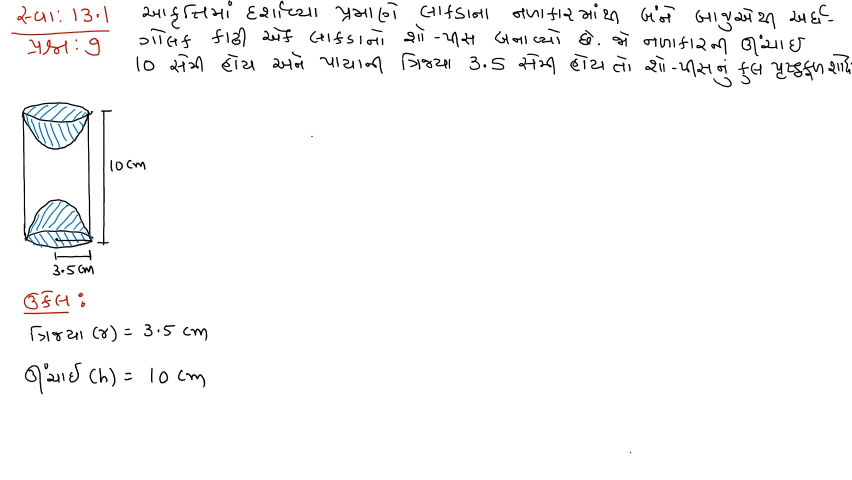 સ્વા: 13.1
પ્રશ્ન: 9
આકૃતિમાં દર્શાવ્યા પ્રમાણે લાકડાના નળાકારમાંથી બંને બાજુએથી અર્ધ-
ગોલક કાઢી એક લાકડાનો શો-પીસ બનાવ્યો છે. જો નળાકારની ઊંચાઈ
10 સેમી હોય અને પાયાની ત્રિજ્યા 3.5 સેમી હોય તો શો-પીસનું કુલ પૃષ્ઠફળ શોધો
10 cm
3.5 cm
ઉકેલ :
ત્રિજ્યા (r) = 3.5 cm
ઊંચાઈ (h) = 10 cm